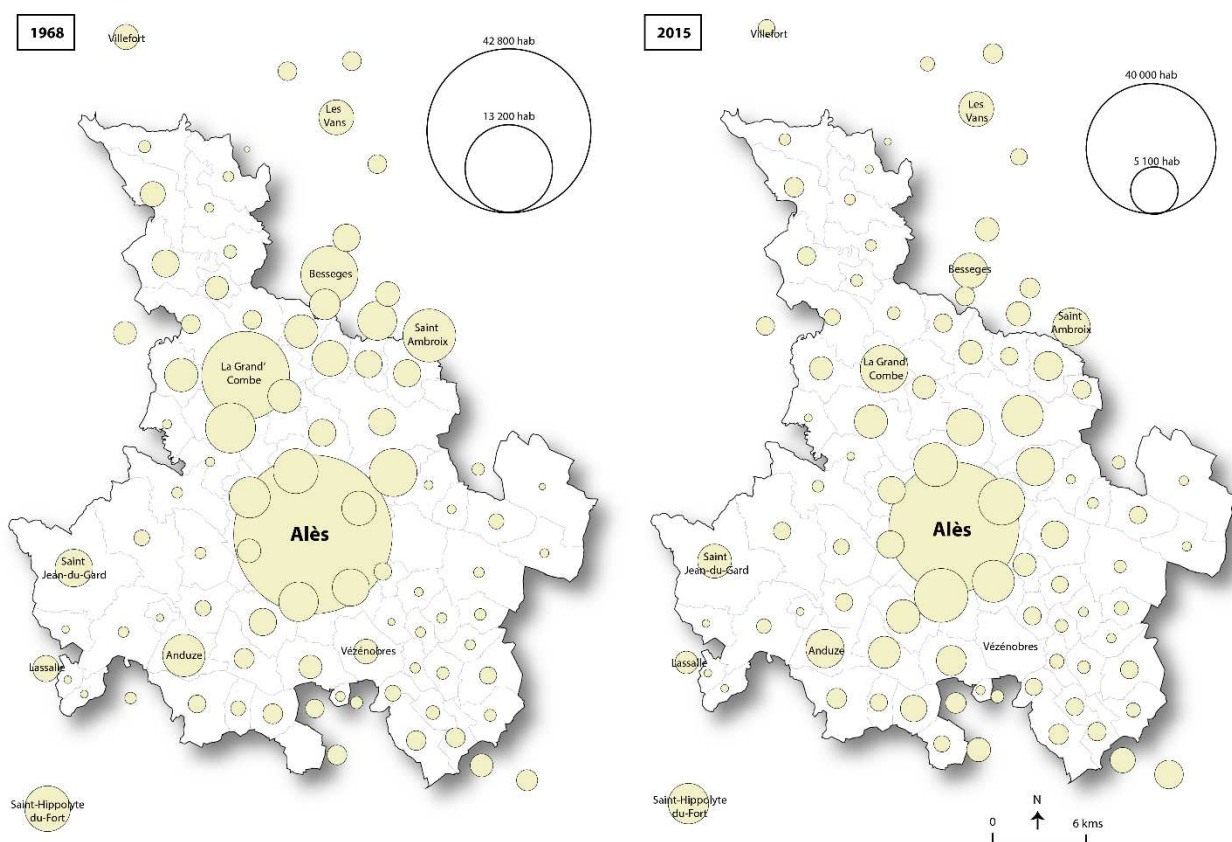 1968
Villefort
42 800 hab
13 200 hab
Les
Vans
Besseges
Saint
Ambroix
La Grand'
Combe
Alès
Saint
Jean-du-Gard
Anduze
Vézénobres
Lassalle
Saint-Hippolyte
du-Fort
2015
Villefort
40 000 hab
5 100 hab
Les
Vans
Besseges
Saint
Ambroix
La Grand'
Combe
Alès
Saint
Jean-du-Gard
Anduze
Vézénobres
Lassalle
Saint-Hippolyte
du-Fort
N
0 6 kms